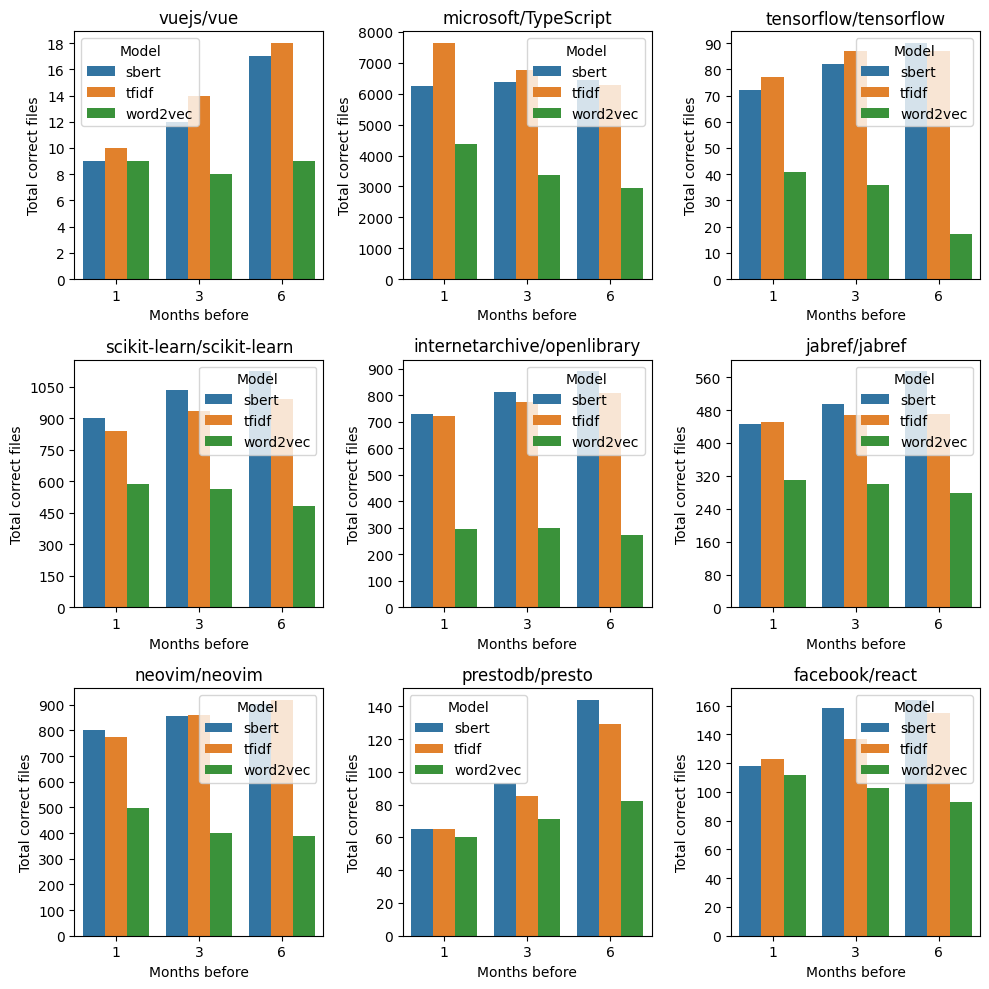 vuejs/vue
Total correct files
18
16
14
12
10
8
6
4
2
0
Model
sbert
tfidf
word2vec
1 3 6
Months before
microsoft/TypeScript
Total correct files
8000
7000
6000
5000
4000
3000
2000
1000
0
Model
sbert
tfidf
word2vec
1 3 6
Months before
tensorflow/tensorflow
Total correct files
90
80
70
60
50
40
30
20
10
0
Model
sbert
tfidf
word2vec
1 3 6
Months before
scikit-learn/scikit-learn
Total correct files
1050
900
750
600
450
300
150
0
Model
sbert
tfidf
word2vec
1 3 6
Months before
internetarchive/openlibrary
Total correct files
900
800
700
600
500
400
300
200
100
0
Model
sbert
tfidf
word2vec
1 3 6
Months before
jabref/jabref
Total correct files
560
480
400
320
240
160
80
0
Model
sbert
tfidf
word2vec
1 3 6
Months before
neovim/neovim
Total correct files
900
800
700
600
500
400
300
200
100
0
Model
sbert
tfidf
word2vec
1 3 6
Months before
prestodb/presto
Total correct files
140
120
100
80
60
40
20
0
Model
sbert
tfidf
word2vec
1 3 6
Months before
facebook/react
Total correct files
160
140
120
100
80
60
40
20
0
Model
sbert
tfidf
word2vec
1 3 6
Months before